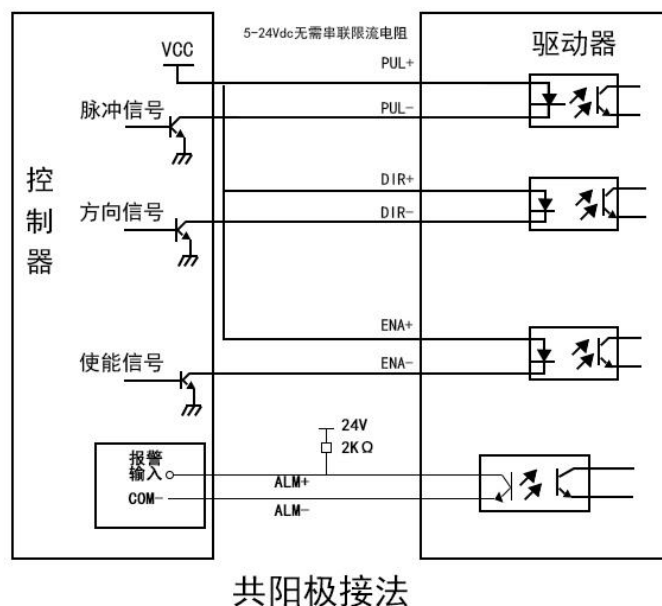 5-24Vdc无需串联限流电阻
驱动器
VCC
PUL+
脉冲信号
PUL-
控制器
DIR+
方向信号
DIR-
ENA+
使能信号
ENA-
24V
2KΩ
报警
输入
ALM+
COM-
ALM-
共阳极接法